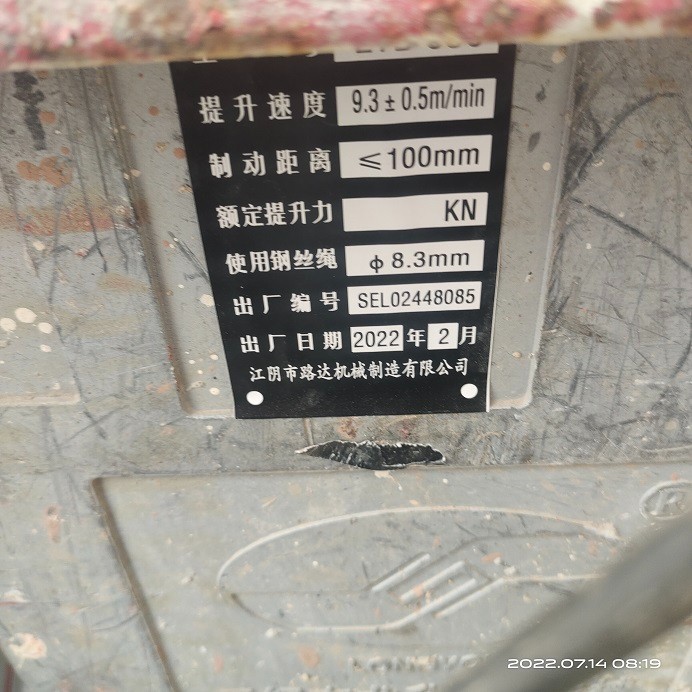 提升速度 9.3±0.5m/min
制动距离 ≤100mm
额定提升力 KN
使用钢丝绳 ф8.3mm
出厂编号 SEL02448085
出厂日期 2022年2月
江阴市路达机械制造有限公司
R
2022.07.14 08:19